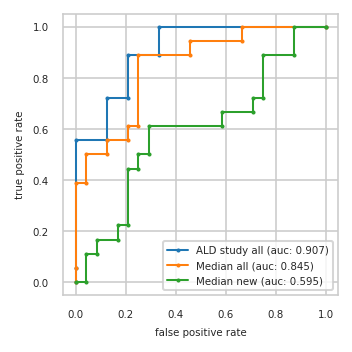 1.0
0.8
0.6
0.4
0.2
0.0
true positive rate
ALD study all (auc: 0.907)
Median all (auc: 0.845)
Median new (auc: 0.595)
0.0 0.2 0.4 0.6 0.8 1.0
false positive rate